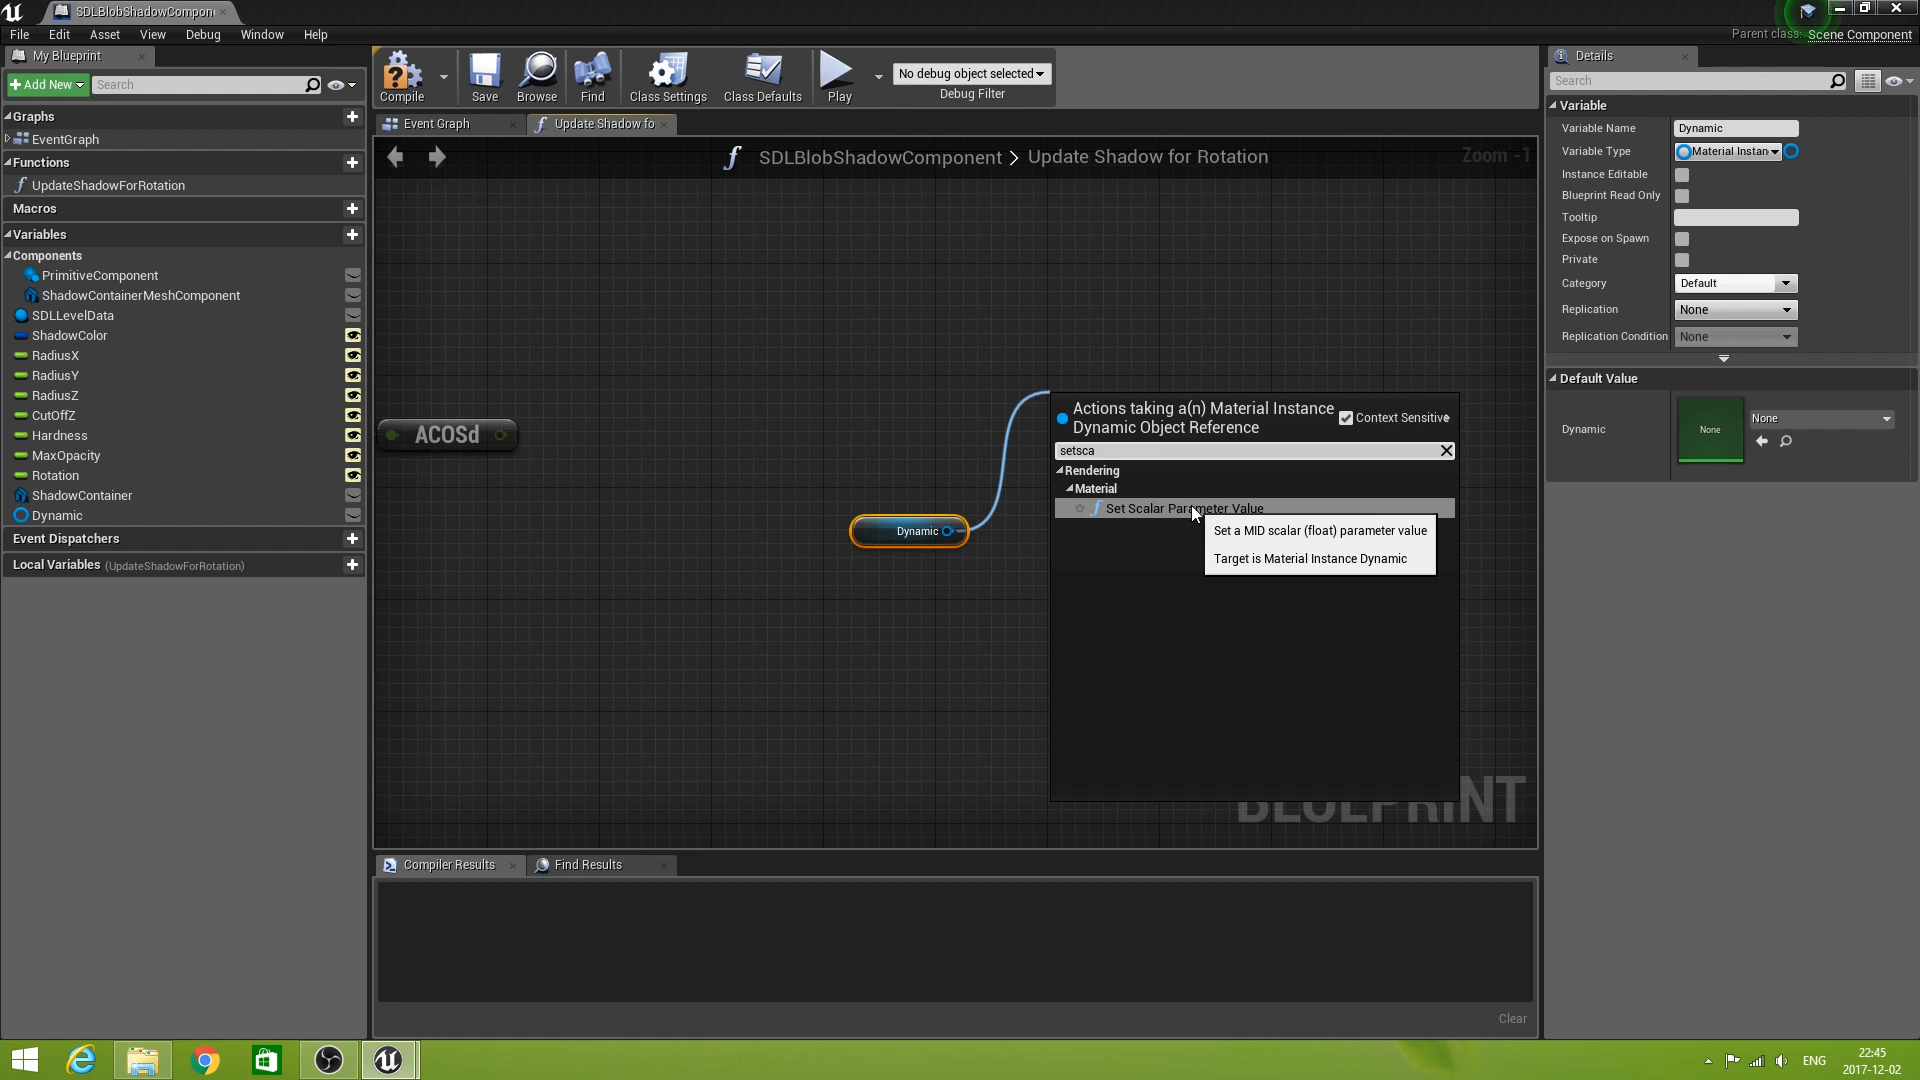 SDLBlobShadowComponen
File Edit Asset View Debug Window Help
Parent class: Scene Component
My Blueprint
Add New
Search
Graphs
EventGraph
Functions
UpdateShadowForRotation
Macros
Variables
Components
PrimitiveComponent
ShadowContainerMeshComponent
SDLLevelData
ShadowColor
RadiusX
RadiusY
RadiusZ
CutOffZ
Hardness
MaxOpacity
Rotation
ShadowContainer
Dynamic
Event Dispatchers
Local Variables (UpdateShadowForRotation)
Compile
Save
Browse
Find
Class Settings
Class Defaults
Play
No debug object selected
Debug Filter
Event Graph
Update Shadow fo
SDLBlobShadowComponent > Update Shadow for Rotation
Zoom -1
ACOSd
Dynamic
Actions taking a(n) Material Instance
Dynamic Object Reference
Context Sensitive
setsca
Rendering
Material
Set Scalar Parameter Value
Set a MID scalar (float) parameter value
Target is Material Instance Dynamic
BLUEPRINT
Compiler Results
Find Results
Clear
Details
Search
Variable
Variable Name Dynamic
Variable Type Material Instan
Instance Editable
Blueprint Read Only
Tooltip
Expose on Spawn
Private
Category Default
Replication None
Replication Condition None
Default Value
Dynamic
None
None
ENG
22:45
2017-12-02